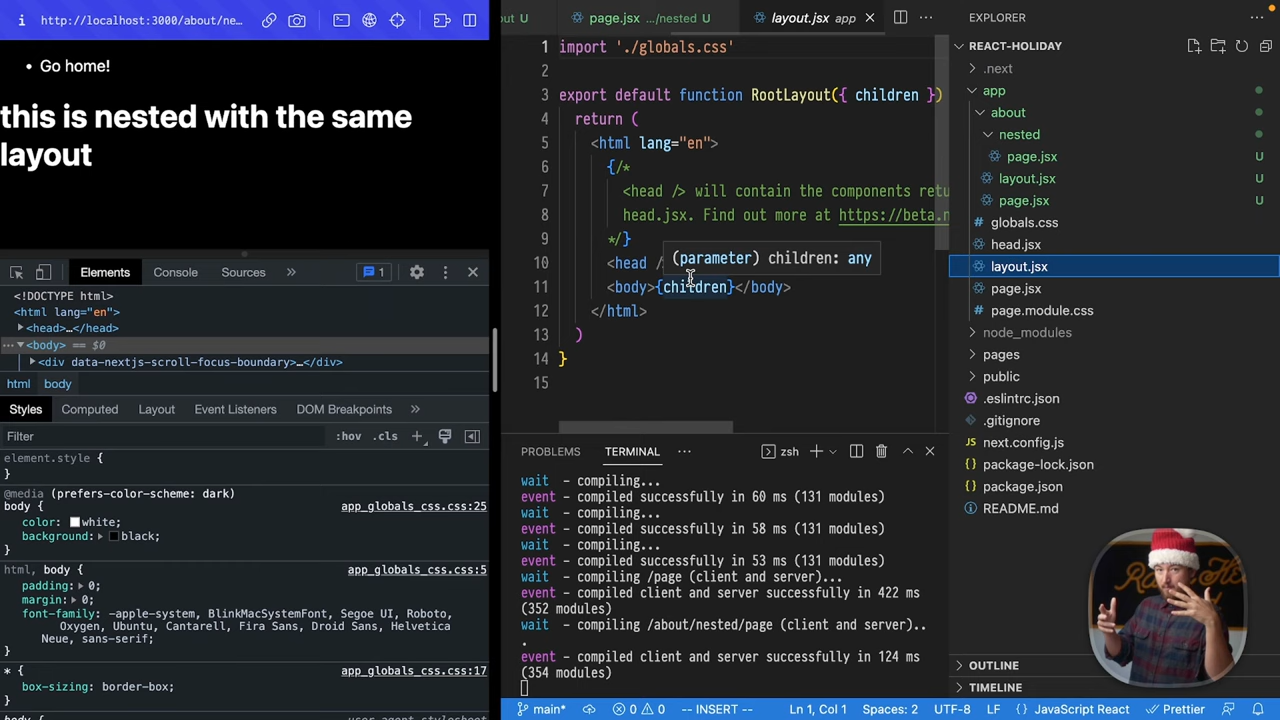 http://localhost:3000/about/ne...
• Go home!
this is nested with the same
layout
Elements
Console
Sources
1
<!DOCTYPE html>
<html lang="en">
<head>…</head>
<body> == $0
<div data-nextjs-scroll-focus-boundary>…</div>
html body
Styles
Computed
Layout
Event Listeners
DOM Breakpoints
Filter
:hov .cls
element.style {
}
@media (prefers-color-scheme: dark)
body {
app_globals_css.css:25
color: white;
background: black;
}
html, body {
app_globals_css.css:5
padding: 0;
margin: 0;
font-family: -apple-system, BlinkMacSystemFont, Segoe UI, Roboto,
Oxygen, Ubuntu, Cantarell, Fira Sans, Droid Sans, Helvetica
Neue, sans-serif;
}
* {
app_globals_css.css:17
box-sizing: border-box;
}
out U
page.jsx .../nested U
layout.jsx app
1 import './globals.css'
2
3 export default function RootLayout({ children })
4 return (
5 <html lang="en">
6 {/*
7 <head /> will contain the components retu
8 head.jsx. Find out more at https://beta.n
9 */}
(parameter) children: any
10 <head /
11 <body>{children}</body>
12 </html>
13 )
14 }
15
PROBLEMS
TERMINAL
zsh
wait - compiling...
event - compiled successfully in 60 ms (131 modules)
wait - compiling...
event - compiled successfully in 58 ms (131 modules)
wait - compiling...
event - compiled successfully in 53 ms (131 modules)
wait - compiling /page (client and server)...
event - compiled client and server successfully in 422 ms
(352 modules)
wait - compiling /about/nested/page (client and server)..
.
event - compiled client and server successfully in 124 ms
(354 modules)
EXPLORER
REACT-HOLIDAY
.next
app
about
nested
page.jsx U
layout.jsx U
page.jsx U
globals.css
head.jsx
layout.jsx
page.jsx
page.module.css
node_modules
pages
public
.eslintrc.json
.gitignore
next.config.js
package-lock.json
package.json
README.md
OUTLINE
TIMELINE
main*
0 0
-- INSERT --
Ln 1, Col 1
Spaces: 2
UTF-8
LF
JavaScript React
Prettier